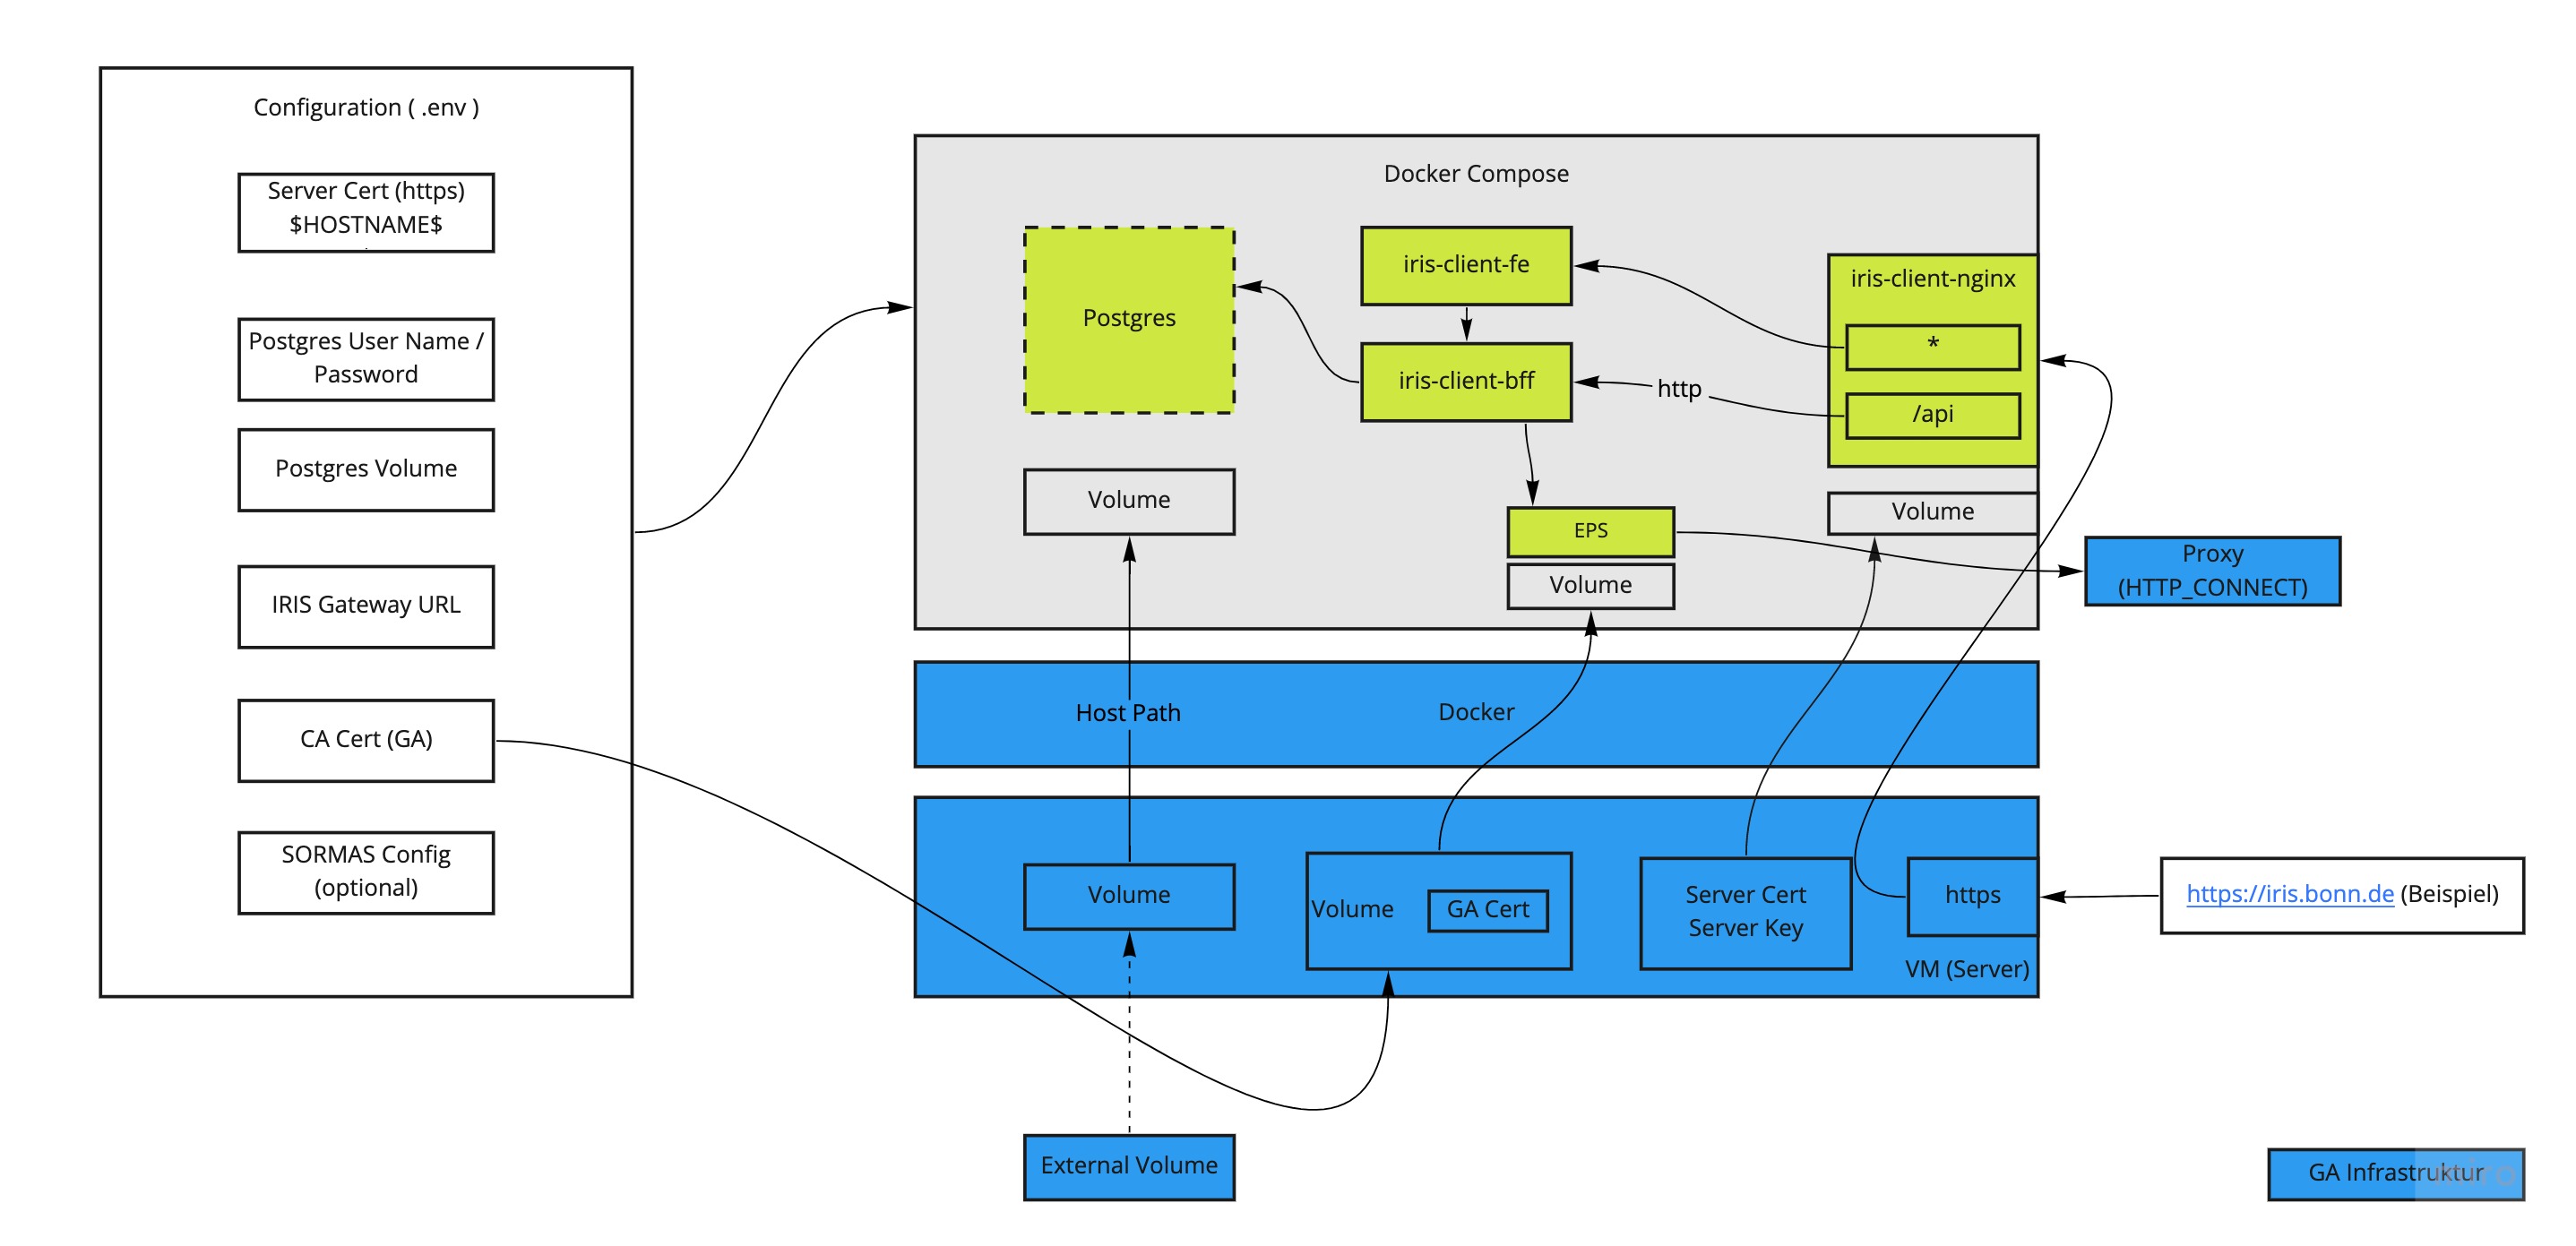 Configuration ( .env )
Server Cert (https)
$HOSTNAME$
Postgres User Name /
Password
Postgres Volume
IRIS Gateway URL
CA Cert (GA)
SORMAS Config
(optional)
Docker Compose
Postgres
iris-client-fe
iris-client-bff
http
iris-client-nginx
*
/api
Volume
EPS
Volume
Volume
Proxy
(HTTP_CONNECT)
Host Path
Docker
Volume
Volume
GA Cert
Server Cert
Server Key
https
VM (Server)
https://iris.bonn.de (Beispiel)
External Volume
GA Infrastruktur
miro